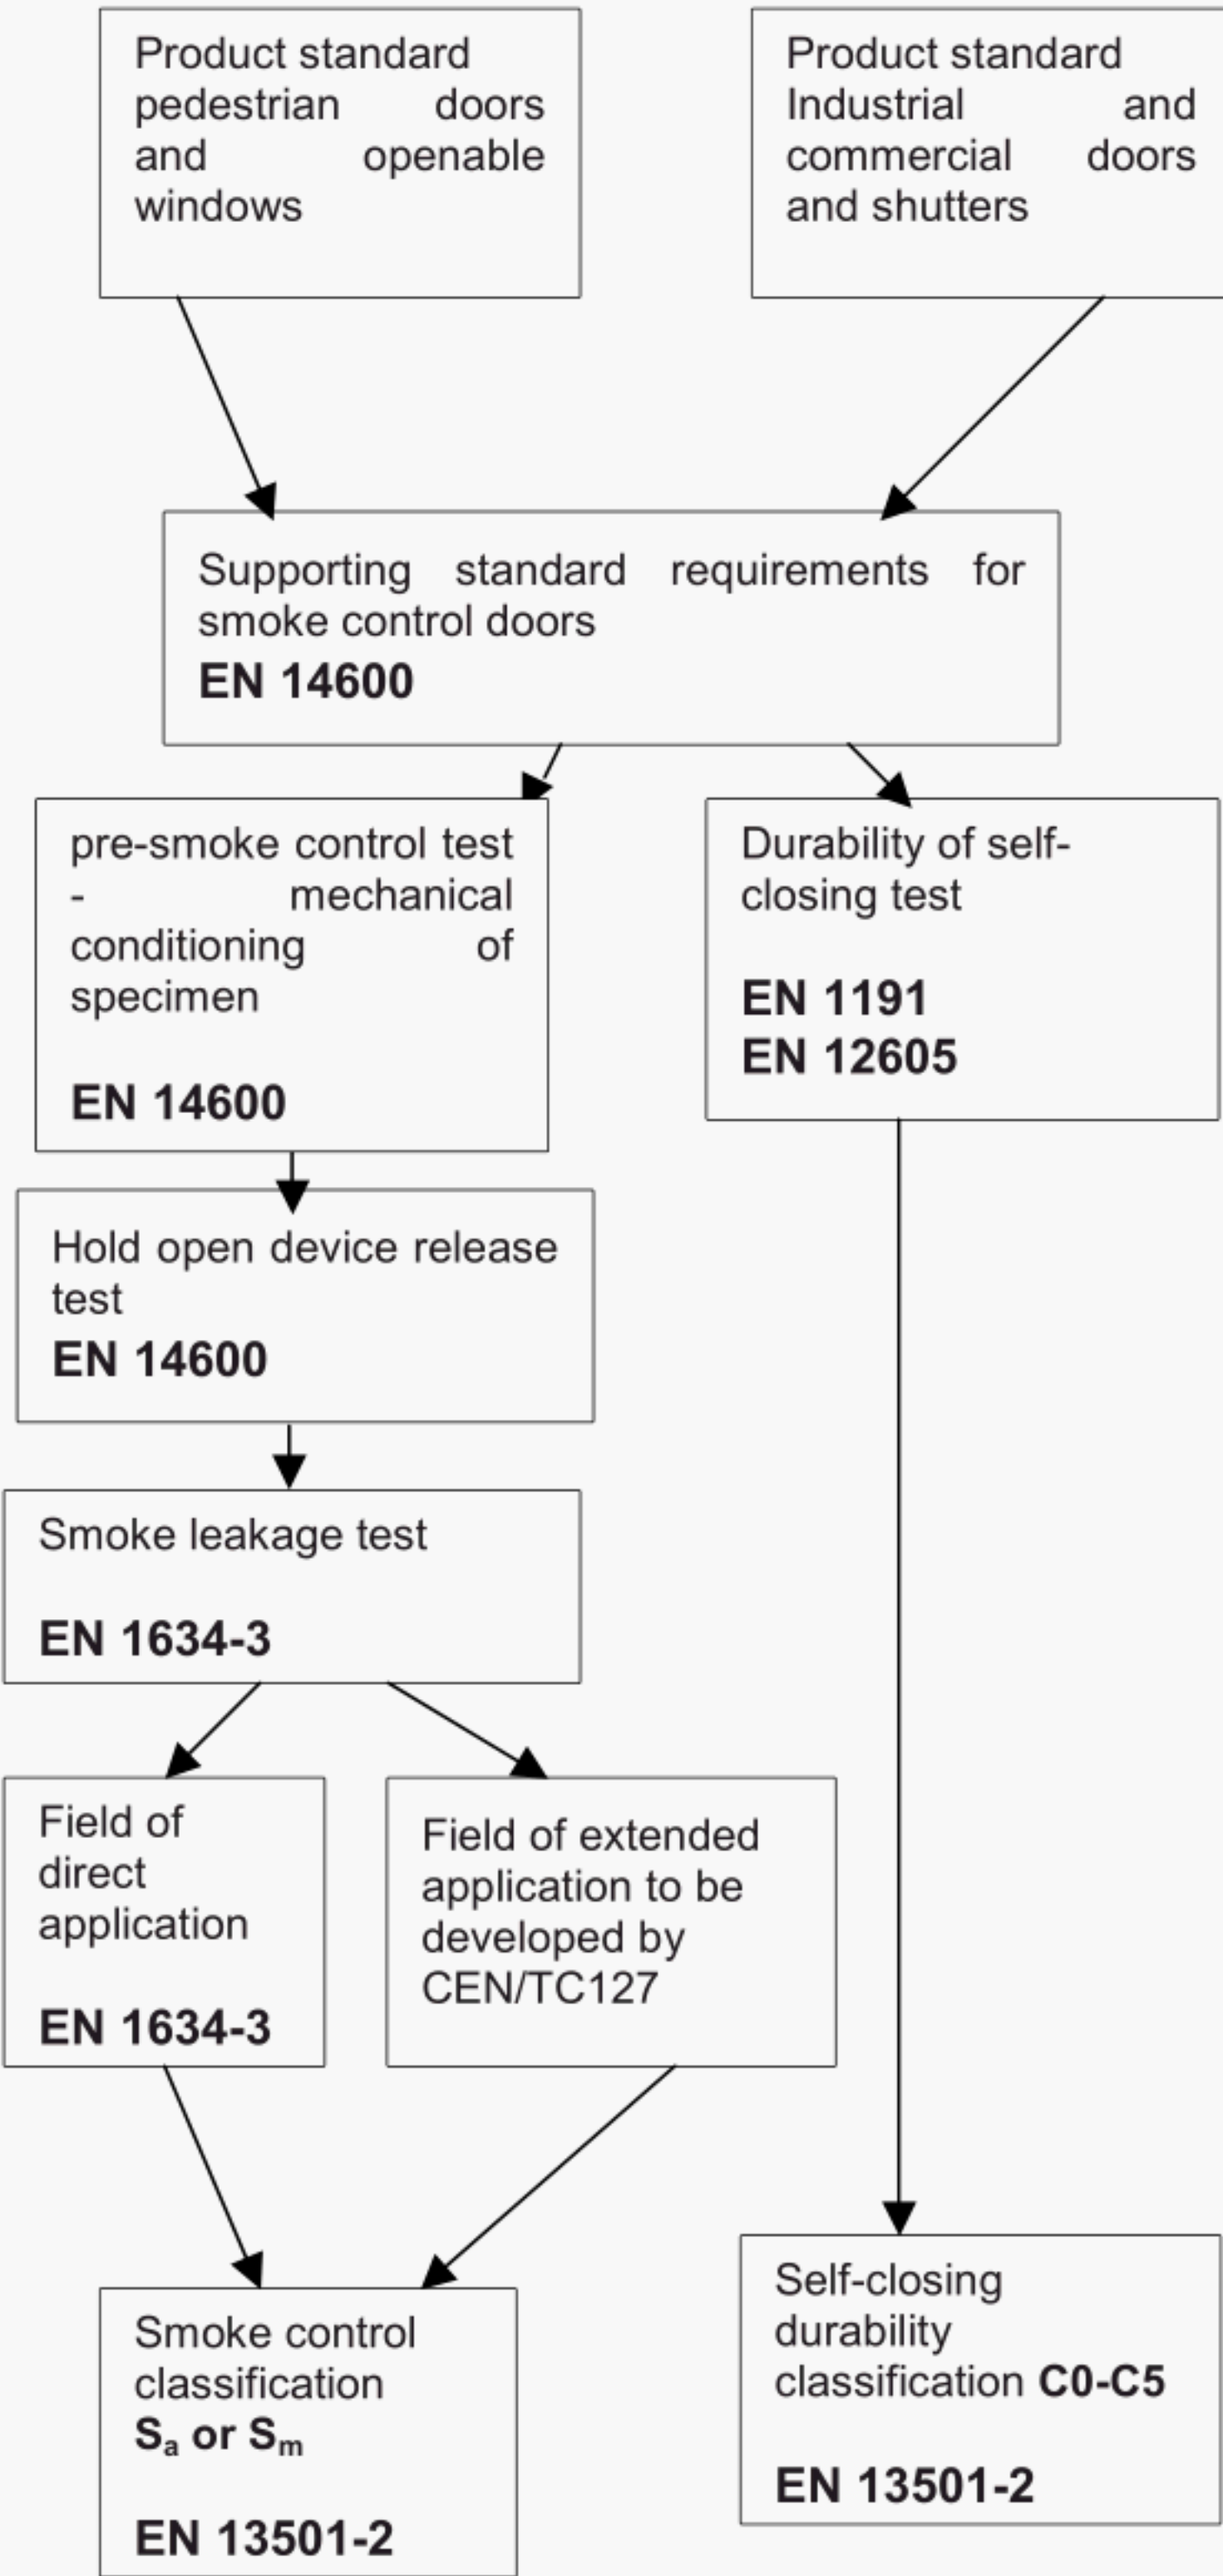 Product standard
pedestrian doors
and openable
windows
Product standard
Industrial and
commercial doors
and shutters
Supporting standard requirements for
smoke control doors
EN 14600
pre-smoke control test
- mechanical
conditioning of
specimen
EN 14600
Durability of self-
closing test
EN 1191
EN 12605
Hold open device release
test
EN 14600
Smoke leakage test
EN 1634-3
Field of
direct
application
EN 1634-3
Field of extended
application to be
developed by
CEN/TC127
Smoke control
classification
Sa or Sm
EN 13501-2
Self-closing
durability
classification C0-C5
EN 13501-2